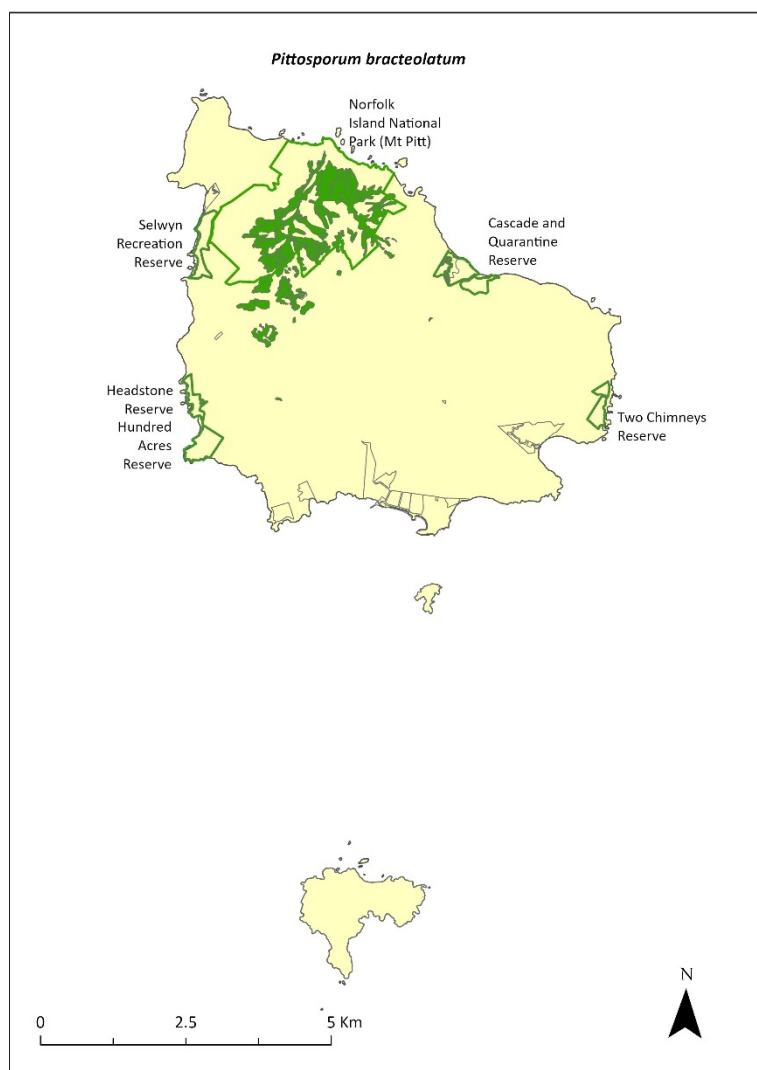 Pittosporum bracteolatum
Norfolk
Island National
Park (Mt Pitt)
Selwyn
Recreation
Reserve
Cascade and
Quarantine
Reserve
Headstone
Reserve
Hundred
Acres
Reserve
Two Chimneys
Reserve
N
0 2.5 5 Km